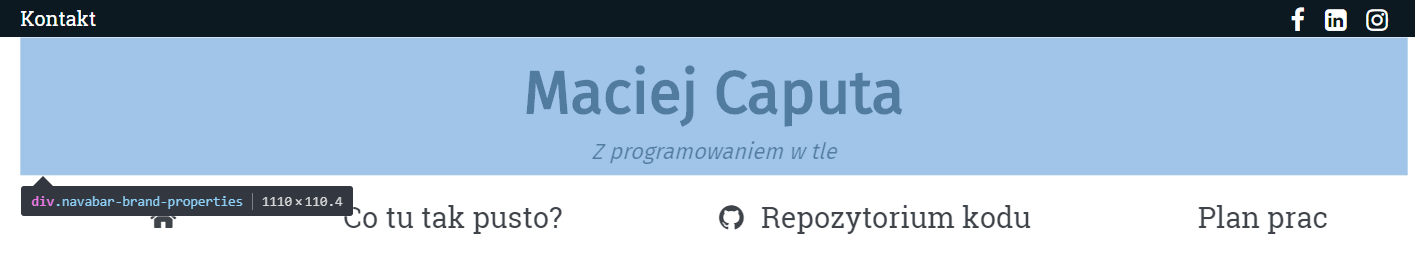 Kontakt
Maciej Caputa
Z programowaniem w tle
div.navabar-brand-properties 1110 × 110.4
Co tu tak pusto? Repozytorium kodu Plan prac